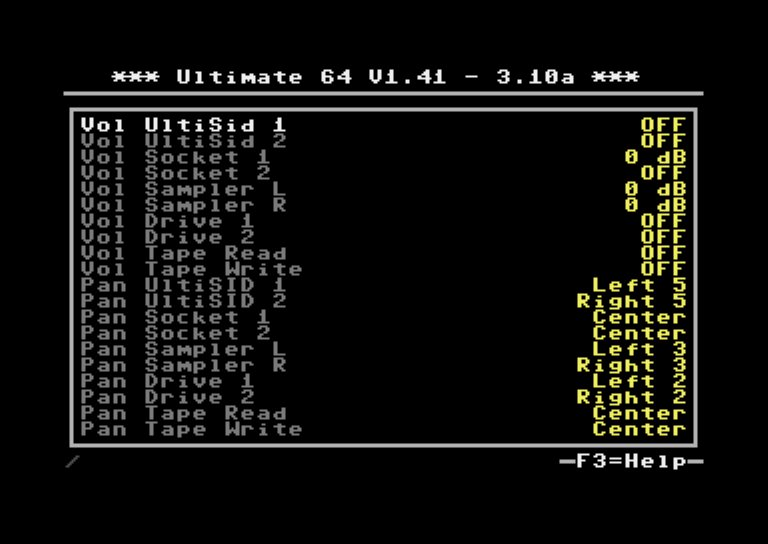 *** Ultimate 64 V1.41 - 3.10a ***
Vol UltiSid 1 OFF
Vol UltiSid 2 OFF
Vol Socket 1 0 dB
Vol Socket 2 OFF
Vol Sampler L 0 dB
Vol Sampler R 0 dB
Vol Drive 1 OFF
Vol Drive 2 OFF
Vol Tape Read OFF
Vol Tape Write OFF
Pan UltiSID 1 Left 5
Pan UltiSID 2 Right 5
Pan Socket 1 Center
Pan Socket 2 Center
Pan Sampler L Left 3
Pan Sampler R Right 3
Pan Drive 1 Left 2
Pan Drive 2 Right 2
Pan Tape Read Center
Pan Tape Write Center
/ —F3=Help—